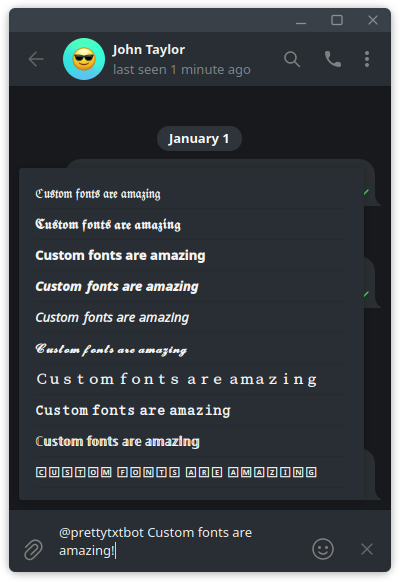 John Taylor
last seen 1 minute ago
January 1
ℭ𝔲𝔰𝔱𝔬𝔪 𝔣𝔬𝔫𝔱𝔰 𝔞𝔯𝔢 𝔞𝔪𝔞𝔷𝔦𝔫𝔤
𝕮𝖚𝖘𝖙𝖔𝖒 𝖋𝖔𝖓𝖙𝖘 𝖆𝖗𝖊 𝖆𝖒𝖆𝖟𝖎𝖓𝖌
𝗖𝘂𝘀𝘁𝗼𝗺 𝗳𝗼𝗻𝘁𝘀 𝗮𝗿𝗲 𝗮𝗺𝗮𝘇𝗶𝗻𝗴
𝘾𝙪𝙨𝙩𝙤𝙢 𝙛𝙤𝙣𝙩𝙨 𝙖𝙧𝙚 𝙖𝙢𝙖𝙯𝙞𝙣𝙜
𝘊𝘶𝘴𝘵𝘰𝘮 𝘧𝘰𝘯𝘵𝘴 𝘢𝘳𝘦 𝘢𝘮𝘢𝘻𝘪𝘯𝘨
𝓒𝓾𝓼𝓽𝓸𝓶 𝓯𝓸𝓷𝓽𝓼 𝓪𝓻𝓮 𝓪𝓶𝓪𝔃𝓲𝓷𝓰
Ｃｕｓｔｏｍ ｆｏｎｔｓ ａｒｅ ａｍａｚｉｎｇ
𝙲𝚞𝚜𝚝𝚘𝚖 𝚏𝚘𝚗𝚝𝚜 𝚊𝚛𝚎 𝚊𝚖𝚊𝚣𝚒𝚗𝚐
ℂ𝕦𝕤𝕥𝕠𝕞 𝕗𝕠𝕟𝕥𝕤 𝕒𝕣𝕖 𝕒𝕞𝕒𝕫𝕚𝕟𝕘
🄲🅄🅂🅃🄾🄼 🄵🄾🄽🅃🅂 🄰🅁🄴 🄰🄼🄰🅉🄸🄽🄶
@prettytxtbot Custom fonts are
amazing!